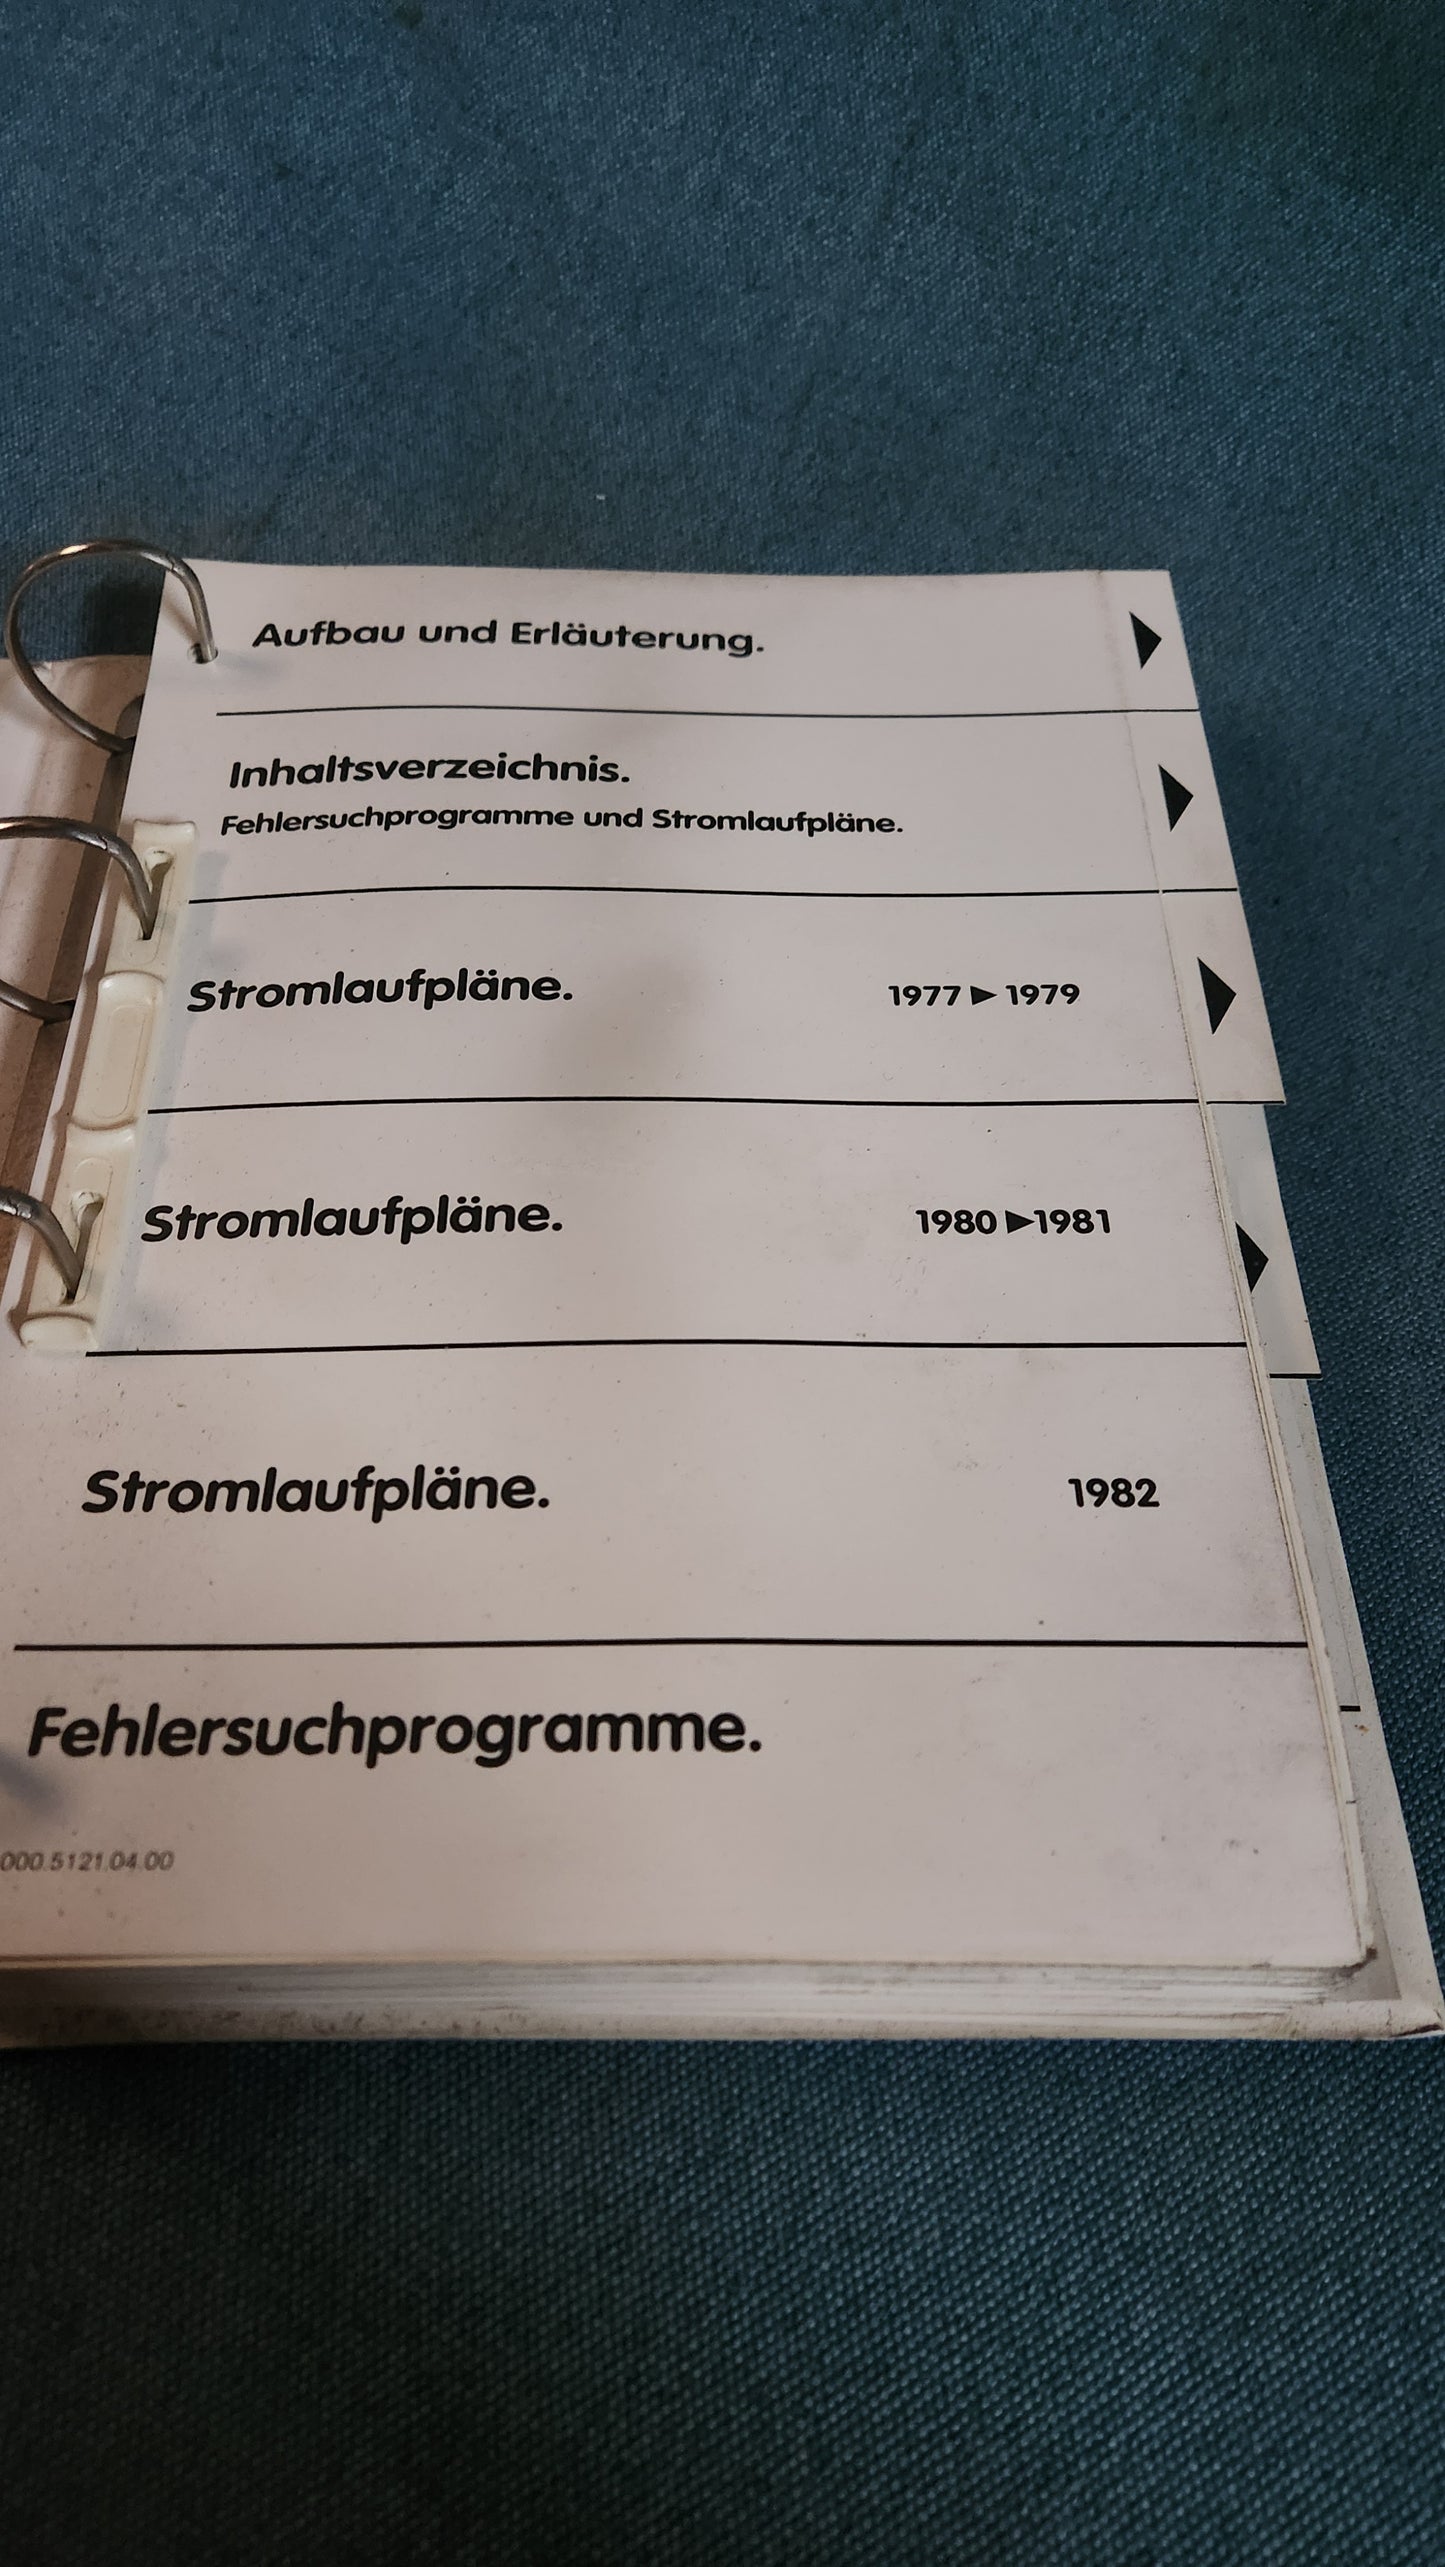 Aufbau und Erläuterung.
Inhaltsverzeichnis.
Fehlersuchprogramme und Stromlaufpläne.
Stromlaufpläne. 1977 ▶ 1979
Stromlaufpläne. 1980 ▶ 1981
Stromlaufpläne. 1982
Fehlersuchprogramme.
000.5121.04.00